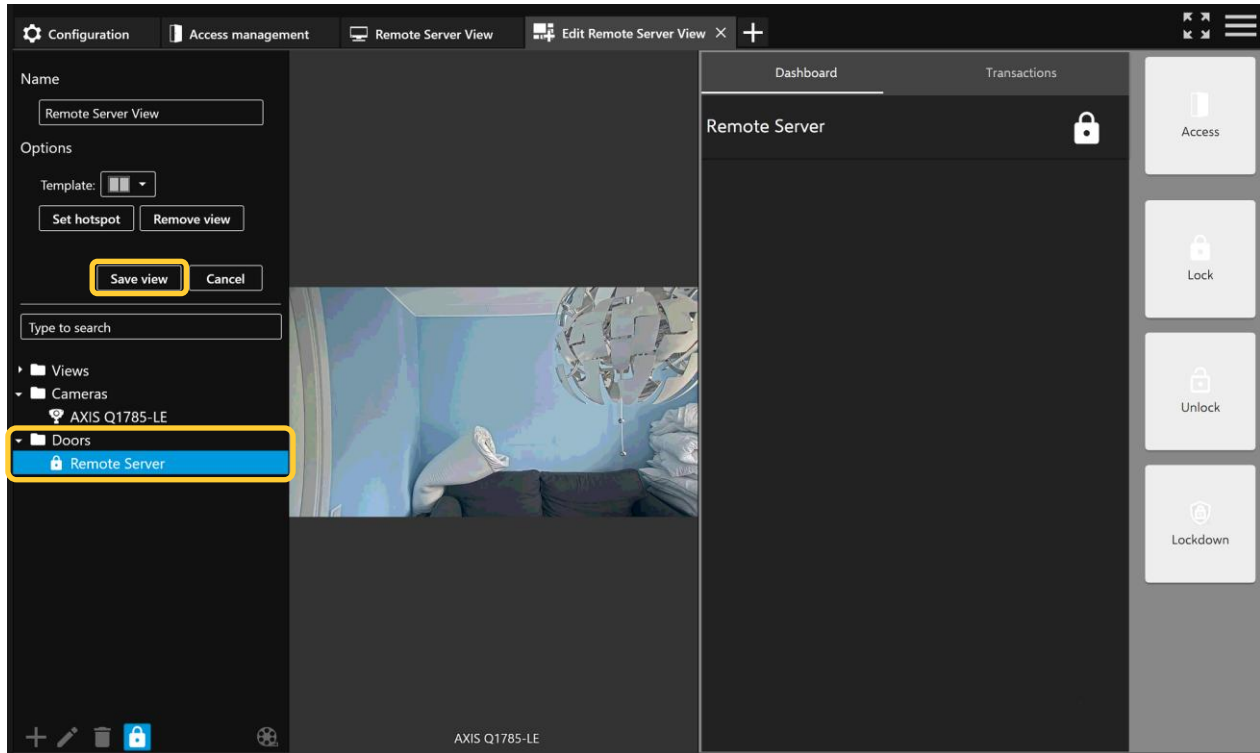 Configuration
Access management
Remote Server View
Edit Remote Server View
Name
Remote Server View
Options
Template:
Set hotspot
Remove view
Save view
Cancel
Type to search
Views
Cameras
AXIS Q1785-LE
Doors
Remote Server
AXIS Q1785-LE
Dashboard
Transactions
Remote Server
Access
Lock
Unlock
Lockdown